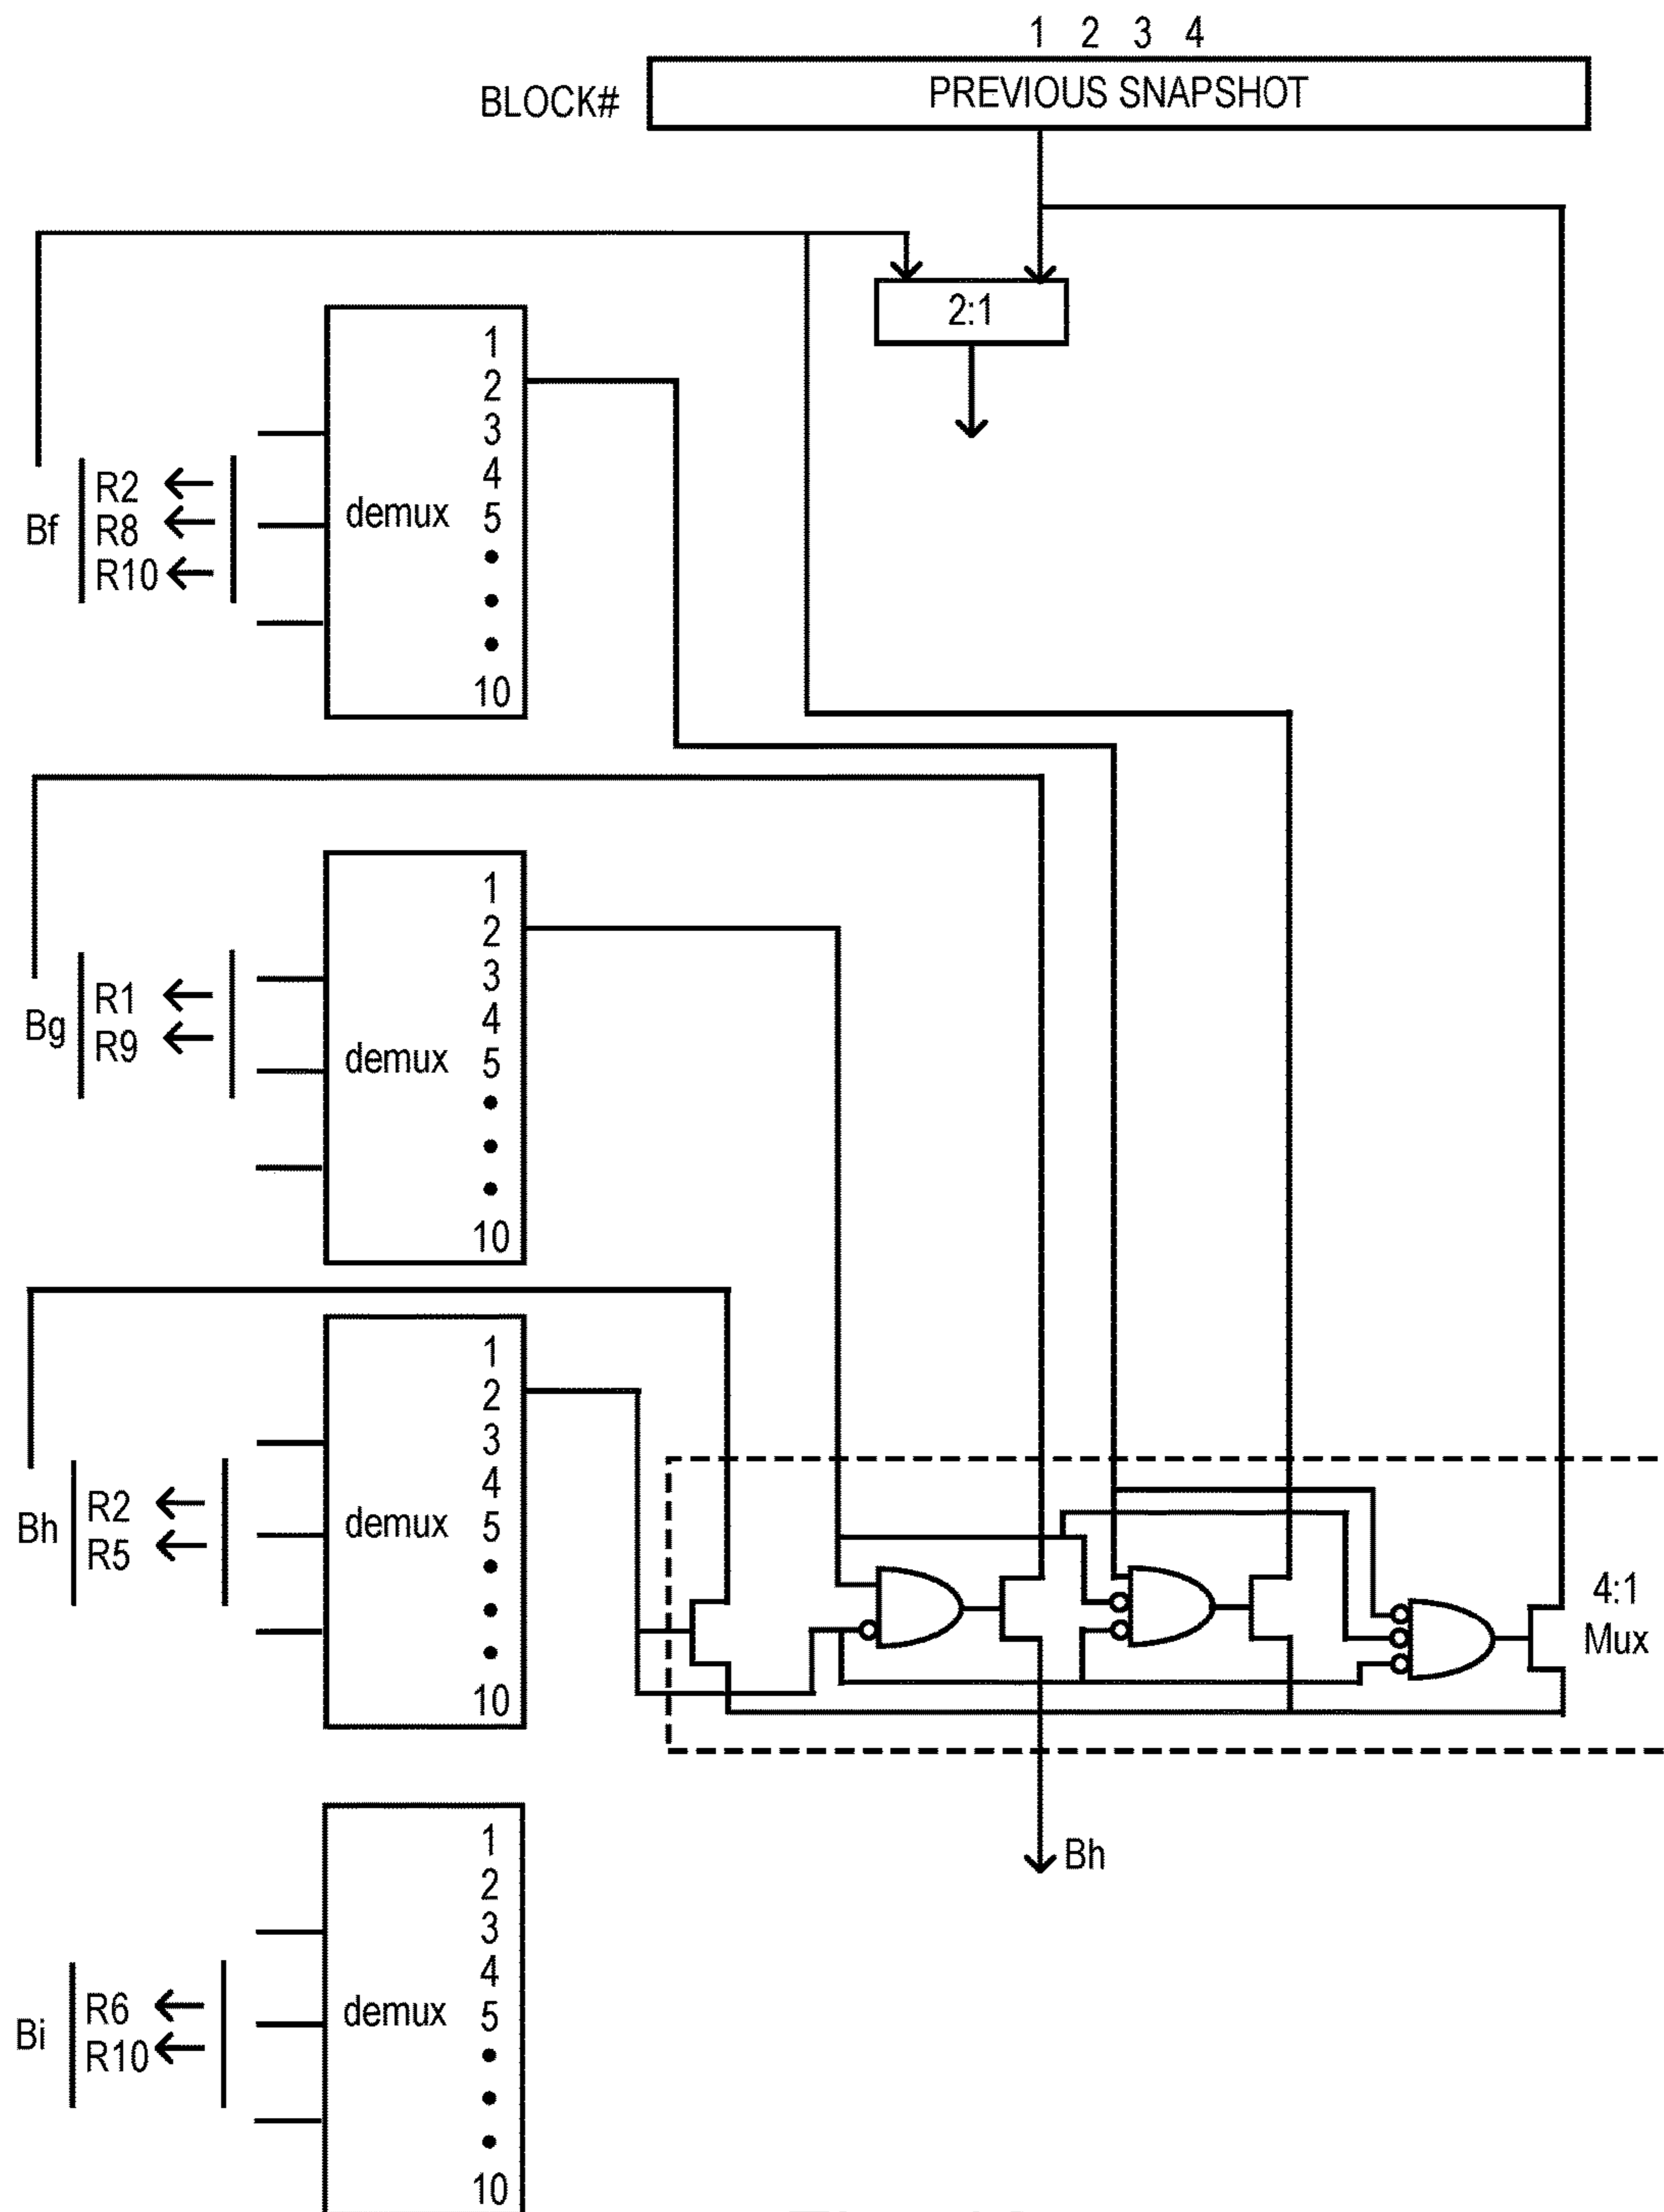 1 2 3 4
BLOCK#
PREVIOUS SNAPSHOT
2:1
1
2
3
4
5
10
demux
Bf
R2
R8
R10
1
2
3
4
5
10
demux
Bg
R1
R9
1
2
3
4
5
10
demux
Bh
R2
R5
4:1
Mux
Bh
1
2
3
4
5
10
demux
Bi
R6
R10